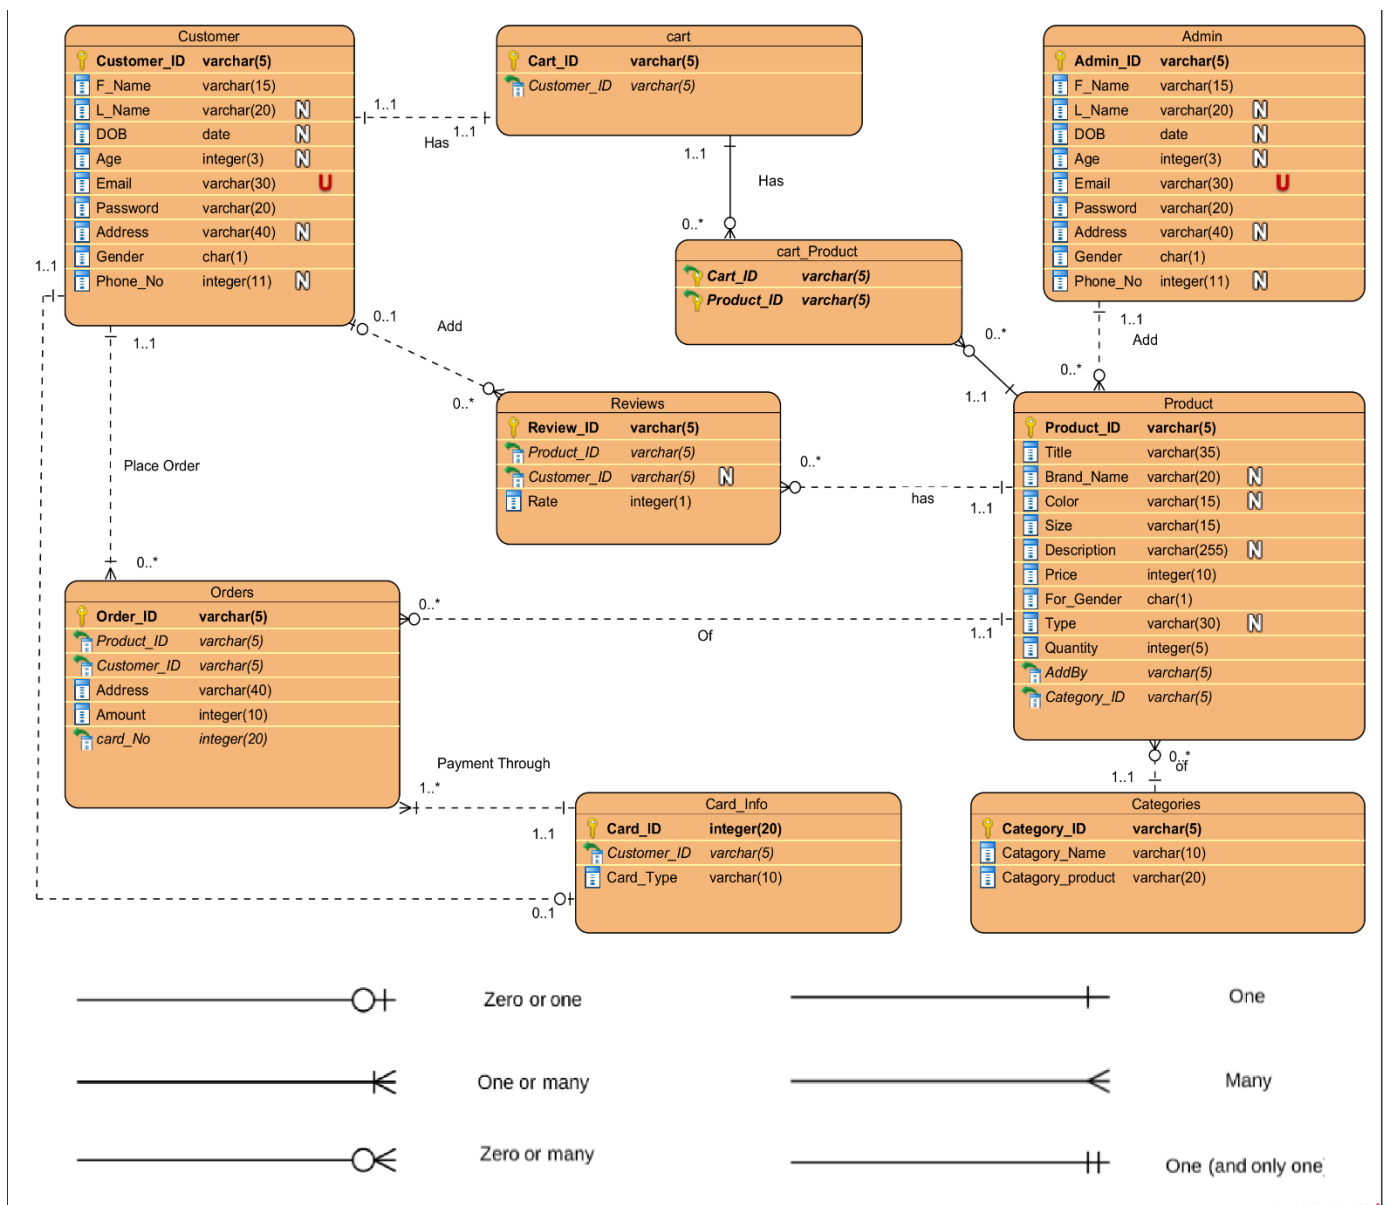 Customer
Customer_ID varchar(5)
F_Name varchar(15)
L_Name varchar(20) N
DOB date N
Age integer(3) N
Email varchar(30) U
Password varchar(20)
Address varchar(40) N
Gender char(1)
Phone_No integer(11) N
1..1
Has
1..1
cart
Cart_ID varchar(5)
Customer_ID varchar(5)
1..1
Has
0..*
cart_Product
Cart_ID varchar(5)
Product_ID varchar(5)
0..*
1..1
Admin
Admin_ID varchar(5)
F_Name varchar(15)
L_Name varchar(20) N
DOB date N
Age integer(3) N
Email varchar(30) U
Password varchar(20)
Address varchar(40) N
Gender char(1)
Phone_No integer(11) N
1..1
Add
0..*
1..1
1..1
Place Order
0..*
0..1
Add
0..*
Reviews
Review_ID varchar(5)
Product_ID varchar(5)
Customer_ID varchar(5) N
Rate integer(1)
0..*
has
1..1
Product
Product_ID varchar(5)
Title varchar(35)
Brand_Name varchar(20) N
Color varchar(15) N
Size varchar(15)
Description varchar(255) N
Price integer(10)
For_Gender char(1)
Type varchar(30) N
Quantity integer(5)
AddBy varchar(5)
Category_ID varchar(5)
Orders
Order_ID varchar(5)
Product_ID varchar(5)
Customer_ID varchar(5)
Address varchar(40)
Amount integer(10)
card_No integer(20)
0..*
Of
1..1
Payment Through
1..*
1..1
0..1
Card_Info
Card_ID integer(20)
Customer_ID varchar(5)
Card_Type varchar(10)
0..*
of
1..1
Categories
Category_ID varchar(5)
Catagory_Name varchar(10)
Catagory_product varchar(20)
Zero or one
One
One or many
Many
Zero or many
One (and only one)